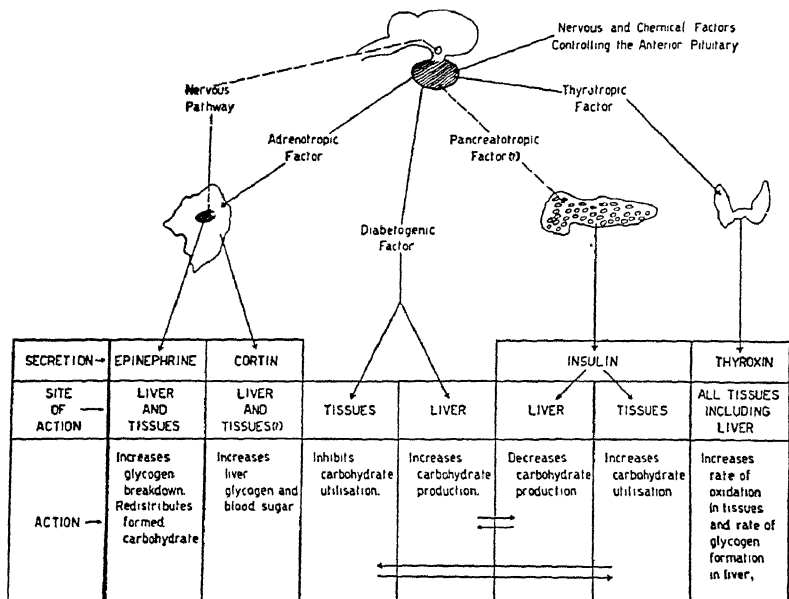 Nervous and Chemical Factors
Controlling the Anterior Pituitary
Nervous
Pathway
Thyrotropic
Factor
Adrenotropic
Factor
Pancreatotropic
Factor(?)
Diabetogenic
Factor
SECRETION→ EPINEPHRINE CORTIN INSULIN THYROXIN
SITE
OF
ACTION
LIVER
AND
TISSUES
LIVER
AND
TISSUES(?)
TISSUES
LIVER
LIVER
TISSUES
ALL TISSUES
INCLUDING
LIVER
ACTION
Increases
glycogen
breakdown.
Redistributes
formed
carbohydrate
Increases
liver
glycogen and
blood sugar
Inhibits
carbohydrate
utilisation.
Increases
carbohydrate
production.
Decreases
carbohydrate
production
Increases
carbohydrate
utilisation
Increases
rate of
oxidation
in tissues
and rate of
glycogen
formation
in liver,